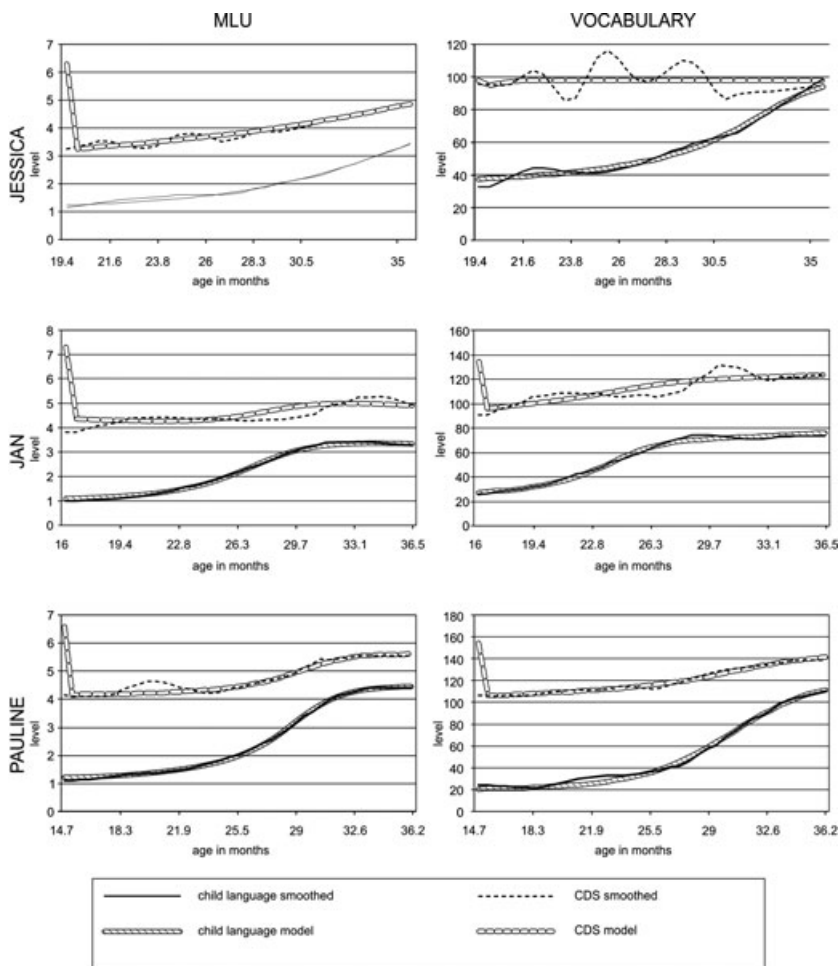 MLU
VOCABULARY
JESSICA
level
7
6
5
4
3
2
1
0
19.4 21.6 23.8 26 28.3 30.5 35
age in months
level
120
100
80
60
40
20
0
19.4 21.6 23.8 26 28.3 30.5 35
age in months
JAN
level
8
7
6
5
4
3
2
1
0
16 19.4 22.8 26.3 29.7 33.1 36.5
age in months
level
160
140
120
100
80
60
40
20
0
16 19.4 22.8 26.3 29.7 33.1 36.5
age in months
PAULINE
level
7
6
5
4
3
2
1
0
14.7 18.3 21.9 25.5 29 32.6 36.2
age in months
level
180
160
140
120
100
80
60
40
20
0
14.7 18.3 21.9 25.5 29 32.6 36.2
age in months
child language smoothed
CDS smoothed
child language model
CDS model